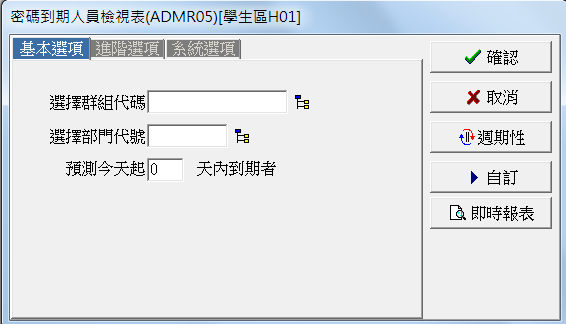 密碼到期人員檢視表(ADMR05)[學生區H01]
基本選項 進階選項 系統選項
選擇群組代碼
選擇部門代號
預測今天起 0 天內到期者
確認
取消
週期性
自訂
即時報表